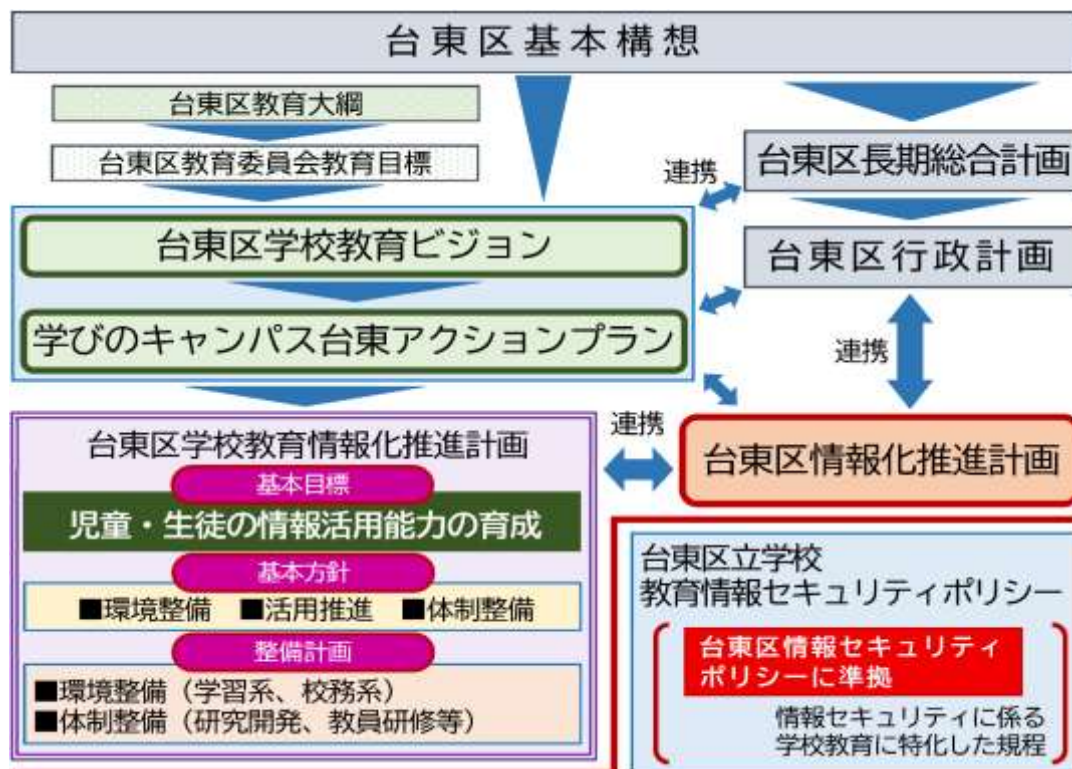 台東区基本構想
台東区教育大綱
台東区教育委員会教育目標
連携
台東区長期総合計画
台東区学校教育ビジョン
台東区行政計画
学びのキャンパス台東アクションプラン
連携
台東区学校教育情報化推進計画
連携
台東区情報化推進計画
基本目標
児童・生徒の情報活用能力の育成
基本方針
■環境整備 ■活用推進 ■体制整備
整備計画
■環境整備（学習系、校務系）
■体制整備（研究開発、教員研修等）
台東区立学校
教育情報セキュリティポリシー
台東区情報セキュリティ
ポリシーに準拠
情報セキュリティに係る
学校教育に特化した規程